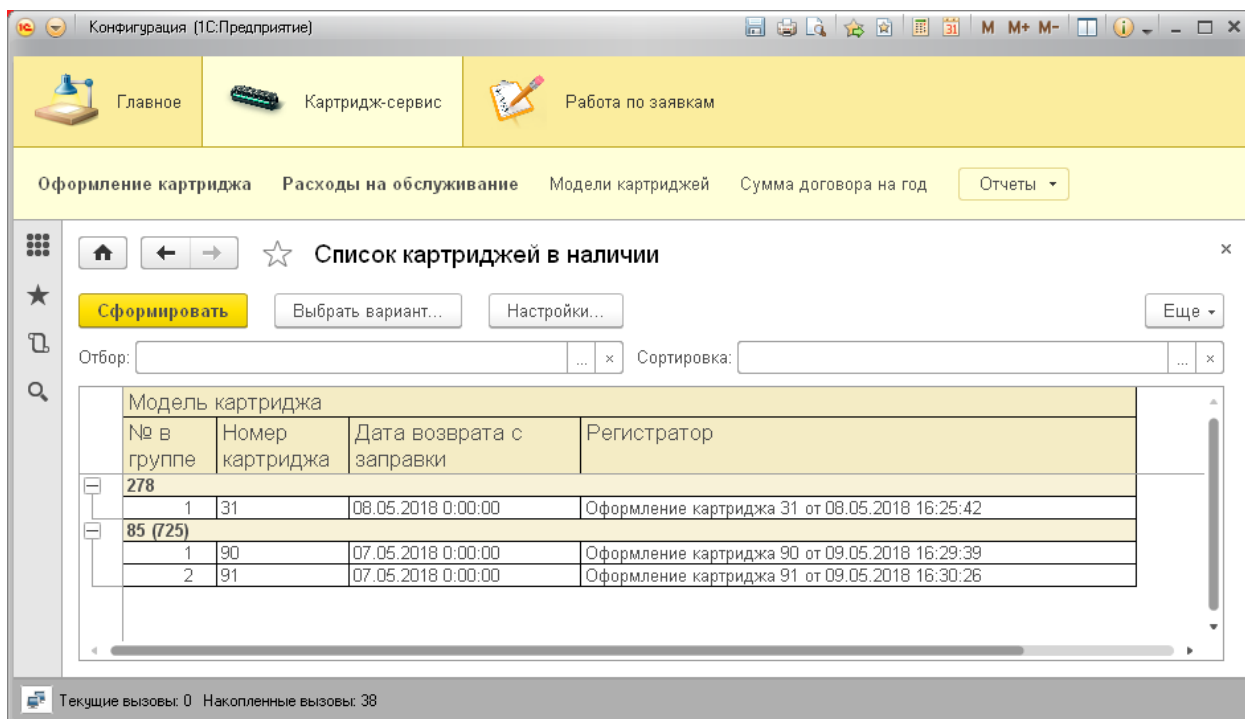 Конфигурация (1С:Предприятие)
31 M M+ M-
Главное Картридж-сервис Работа по заявкам
Оформление картриджа Расходы на обслуживание Модели картриджей Сумма договора на год Отчеты
Список картриджей в наличии
Сформировать Выбрать вариант... Настройки... Еще
Отбор: ... × Сортировка: ... ×
Модель картриджа
№ в группе Номер картриджа Дата возврата с заправки Регистратор
278
1 31 08.05.2018 0:00:00 Оформление картриджа 31 от 08.05.2018 16:25:42
85 (725)
1 90 07.05.2018 0:00:00 Оформление картриджа 90 от 09.05.2018 16:29:39
2 91 07.05.2018 0:00:00 Оформление картриджа 91 от 09.05.2018 16:30:26
Текущие вызовы: 0 Накопленные вызовы: 38